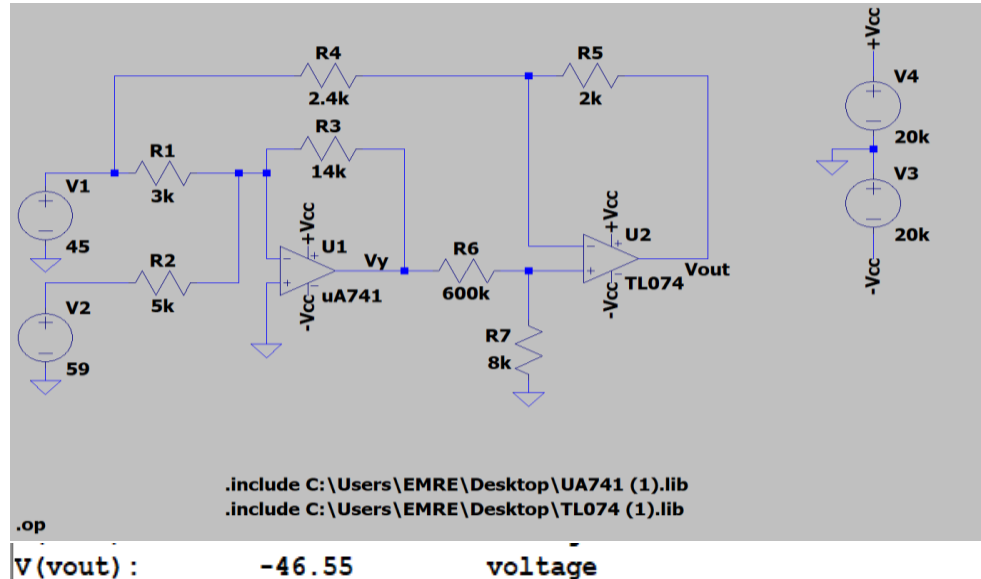 R4
2.4k
R5
2k
+Vcc
V4
20k
V3
20k
-Vcc
R3
14k
R1
3k
V1
45
R2
5k
V2
59
+Vcc
U1
uA741
-Vcc
Vy
R6
600k
R7
8k
+Vcc
U2
TL074
-Vcc
Vout
.include C:\Users\EMRE\Desktop\UA741 (1).lib
.include C:\Users\EMRE\Desktop\TL074 (1).lib
.op
V(vout): -46.55 voltage